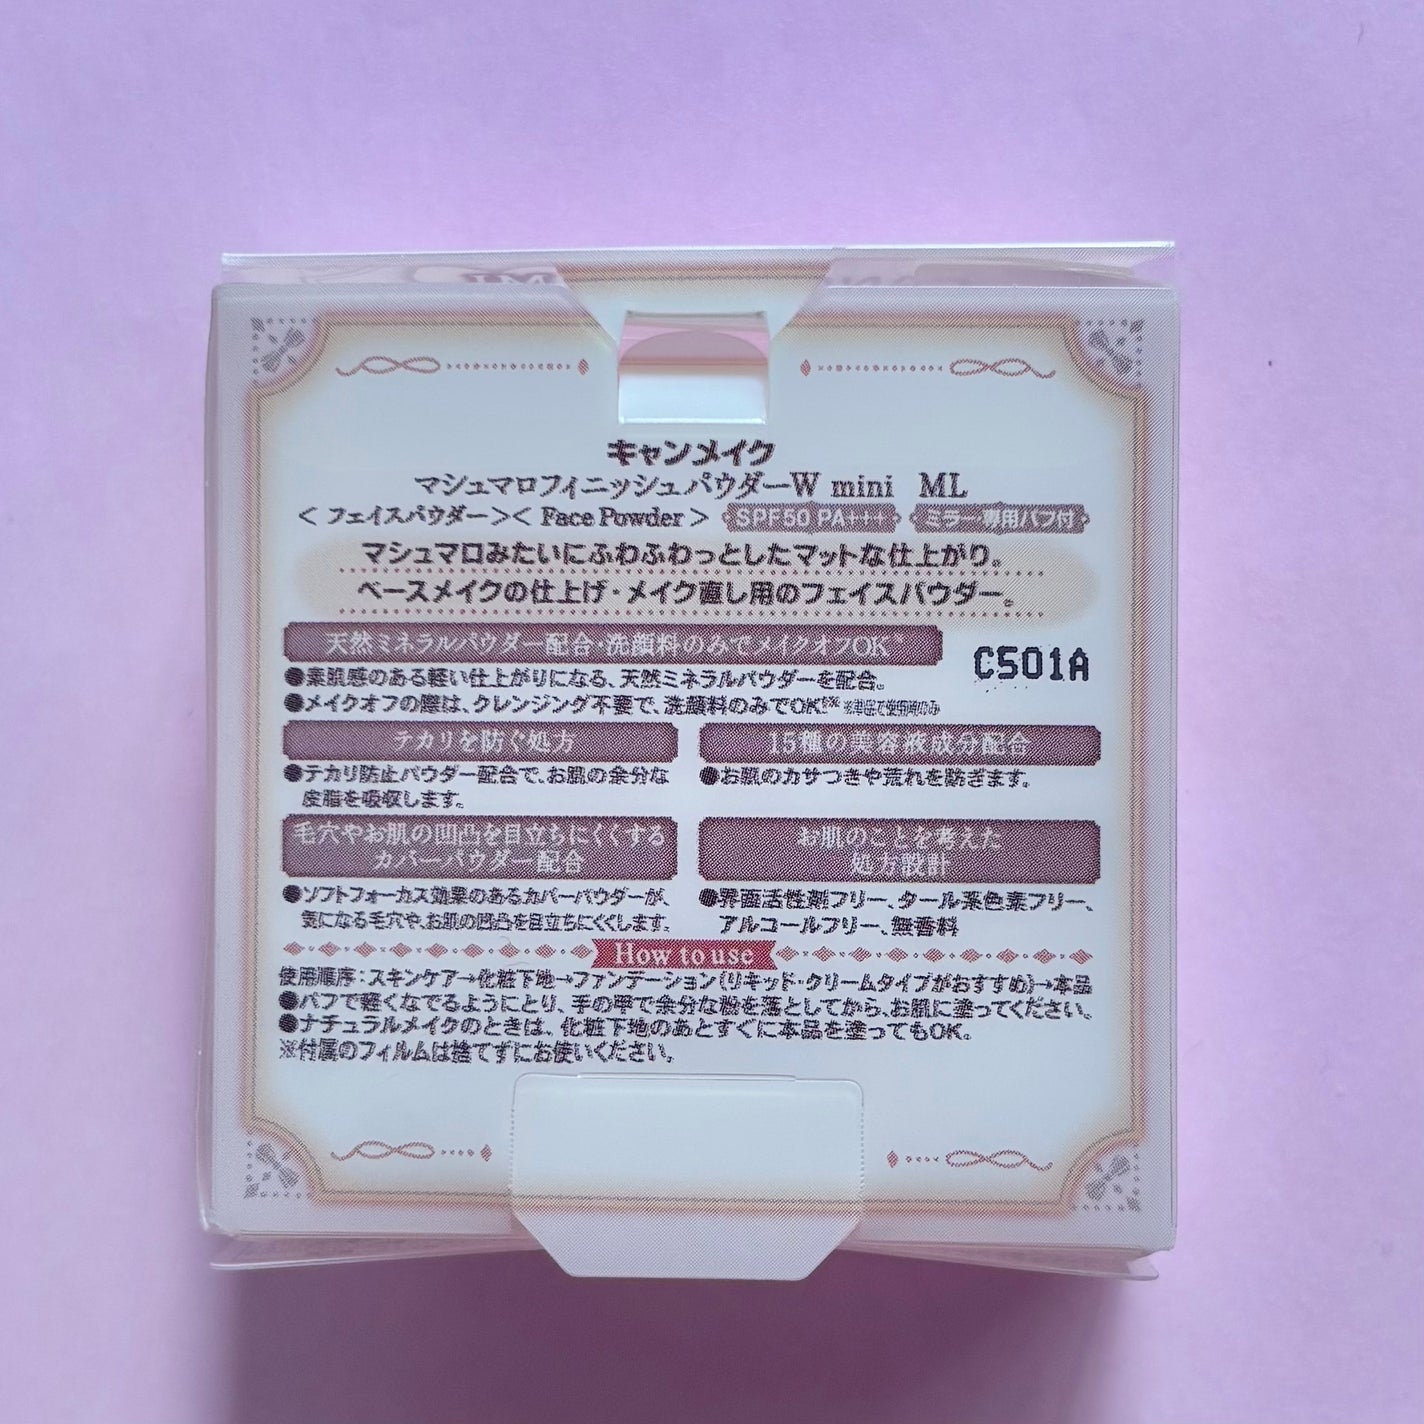 キャンメイク
マシュマロフィニッシュパウダーW mini ML
<フェイスパウダー><Face Powder> SPF50 PA+++ ミラー・専用パフ付
マシュマロみたいにふわふわっとしたマットな仕上がり。
ベースメイクの仕上げ・メイク直し用のフェイスパウダー。
天然ミネラルパウダー配合・洗顔料のみでメイクオフOK※
C501A
●素肌感のある軽い仕上がりになる、天然ミネラルパウダーを配合。
●メイクオフの際は、クレンジング不要で、洗顔料のみでOK!※ ※単品で使用時のみ
テカリを防ぐ処方
●テカリ防止パウダー配合で、お肌の余分な
皮脂を吸収します。
15種の美容液成分配合
●お肌のカサつきや荒れを防ぎます。
毛穴やお肌の凹凸を目立ちにくくする
カバーパウダー配合
●ソフトフォーカス効果のあるカバーパウダーが、
気になる毛穴や、お肌の凹凸を目立ちにくくします。
お肌のことを考えた
処方設計
●界面活性剤フリー、タール系色素フリー、
アルコールフリー、無香料
How to use
使用順序:スキンケア→化粧下地→ファンデーション(リキッド・クリームタイプがおすすめ)→本品
●パフで軽くなでるようにとり、手の甲で余分な粉を落としてから、お肌に塗ってください。
●ナチュラルメイクのときは、化粧下地のあとすぐに本品を塗ってもOK。
※付属のフィルムは捨てずにお使いください。